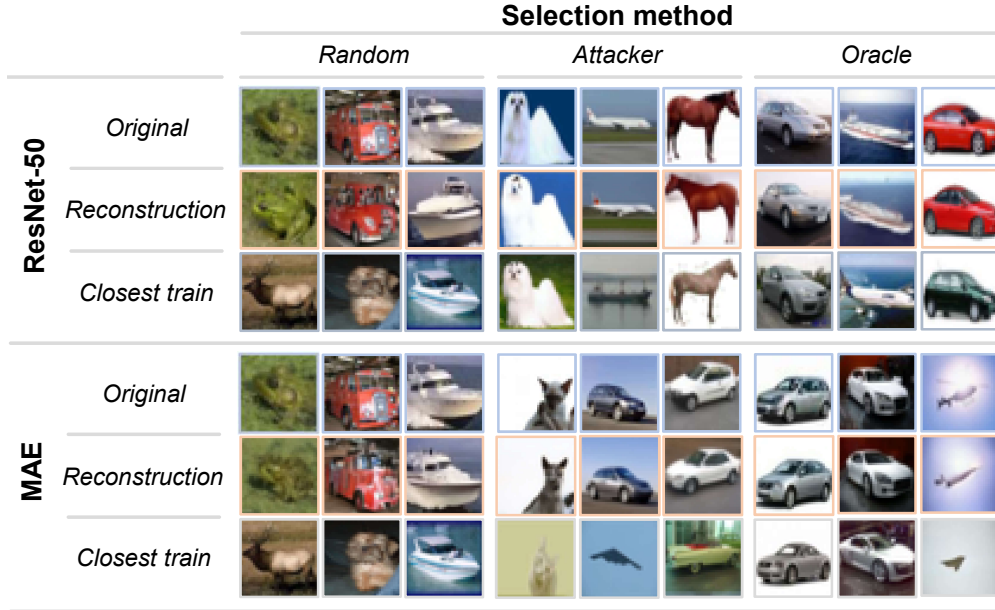 Selection method
Random Attacker Oracle
ResNet-50
Original
Reconstruction
Closest train
MAE
Original
Reconstruction
Closest train